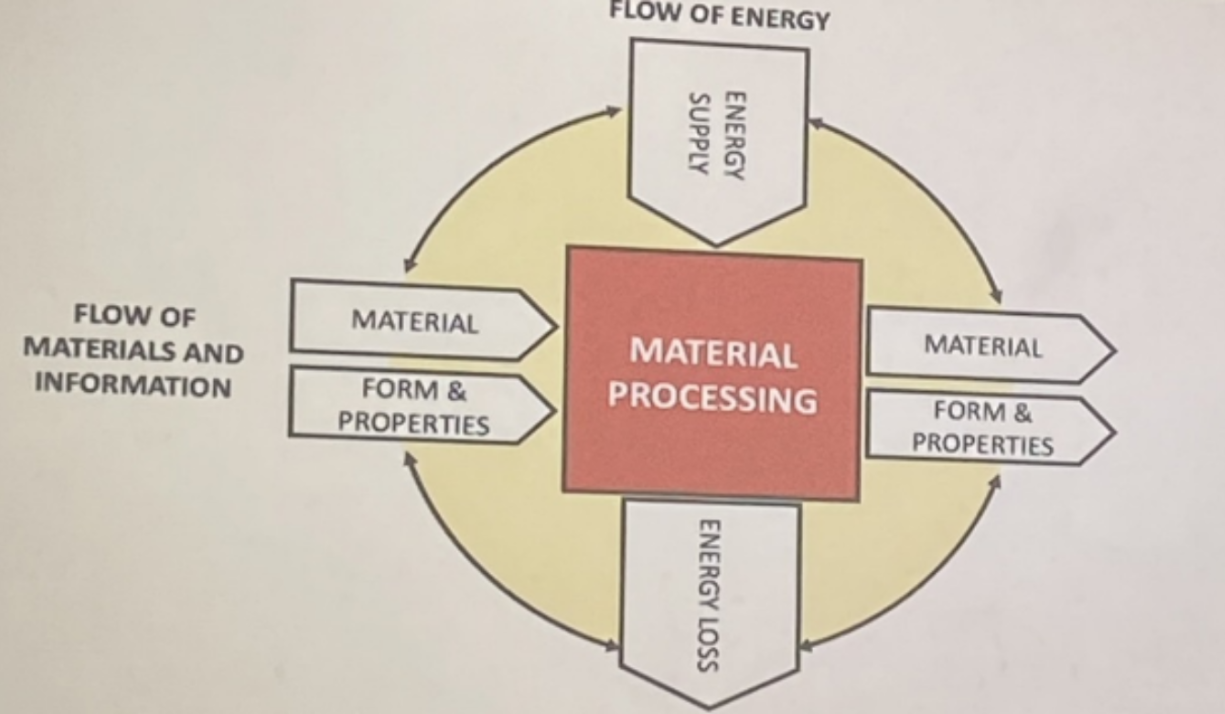 FLOW OF ENERGY
ENERGY
SUPPLY
FLOW OF
MATERIALS AND
INFORMATION
MATERIAL
FORM &
PROPERTIES
MATERIAL
PROCESSING
MATERIAL
FORM &
PROPERTIES
ENERGY LOSS